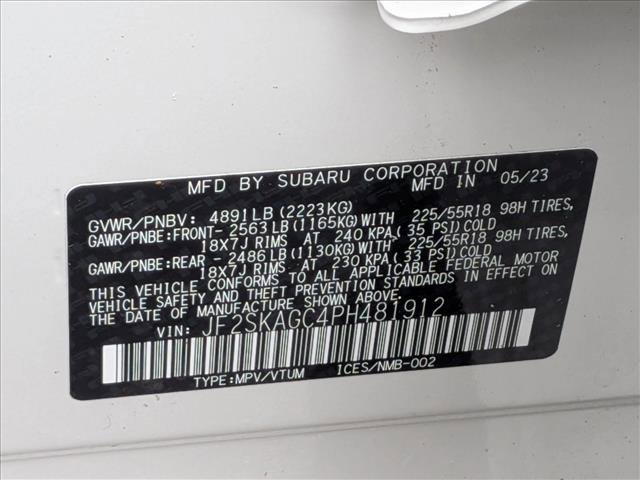 MFD BY SUBARU CORPORATION
MFD IN 05/23
GVWR/PNBV: 4891LB(2223KG)
GAWR/PNBE:FRONT- 2563LB(1165KG)WITH 225/55R18 98H TIRES,
18X7J RIMS AT 240 KPA(35 PSI)COLD
GAWR/PNBE:REAR - 2486LB(1130KG)WITH 225/55R18 98H TIRES,
18X7J RIMS AT 230 KPA(33 PSI)COLD
THIS VEHICLE CONFORMS TO ALL APPLICABLE FEDERAL MOTOR
VEHICLE SAFETY AND THEFT PREVENTION STANDARDS IN EFFECT ON
THE DATE OF MANUFACTURE SHOWN ABOVE.
VIN: JF2SKAGC4PH481912
TYPE:MPV/VTUM ICES/NMB-002